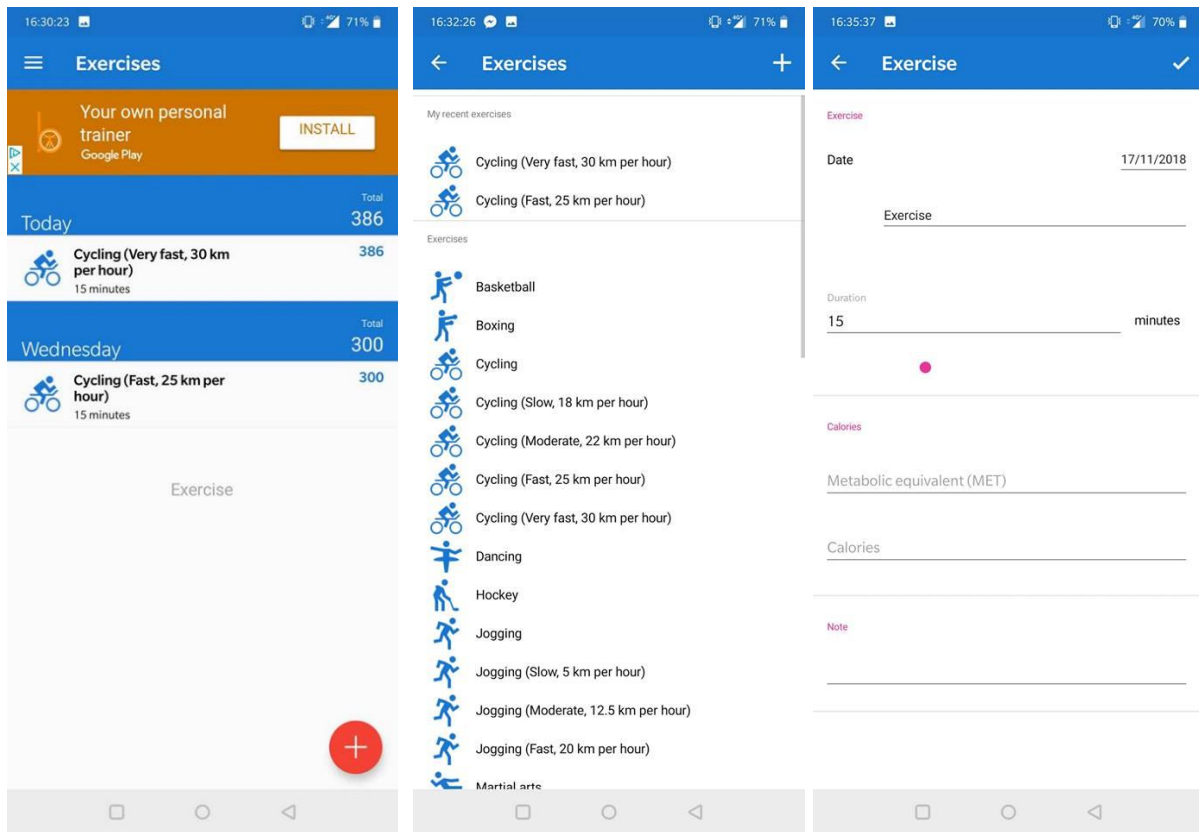 16:30:23
71%
Exercises
Your own personal
trainer
Google Play
INSTALL
Total
Today
386
Cycling (Very fast, 30 km
per hour)
386
15 minutes
Total
Wednesday
300
Cycling (Fast, 25 km per
hour)
300
15 minutes
Exercise
16:32:26
71%
Exercises
My recent exercises
Cycling (Very fast, 30 km per hour)
Cycling (Fast, 25 km per hour)
Exercises
Basketball
Boxing
Cycling
Cycling (Slow, 18 km per hour)
Cycling (Moderate, 22 km per hour)
Cycling (Fast, 25 km per hour)
Cycling (Very fast, 30 km per hour)
Dancing
Hockey
Jogging
Jogging (Slow, 5 km per hour)
Jogging (Moderate, 12.5 km per hour)
Jogging (Fast, 20 km per hour)
Martial arts
16:35:37
70%
Exercise
Exercise
Date 17/11/2018
Exercise
Duration
15 minutes
Calories
Metabolic equivalent (MET)
Calories
Note